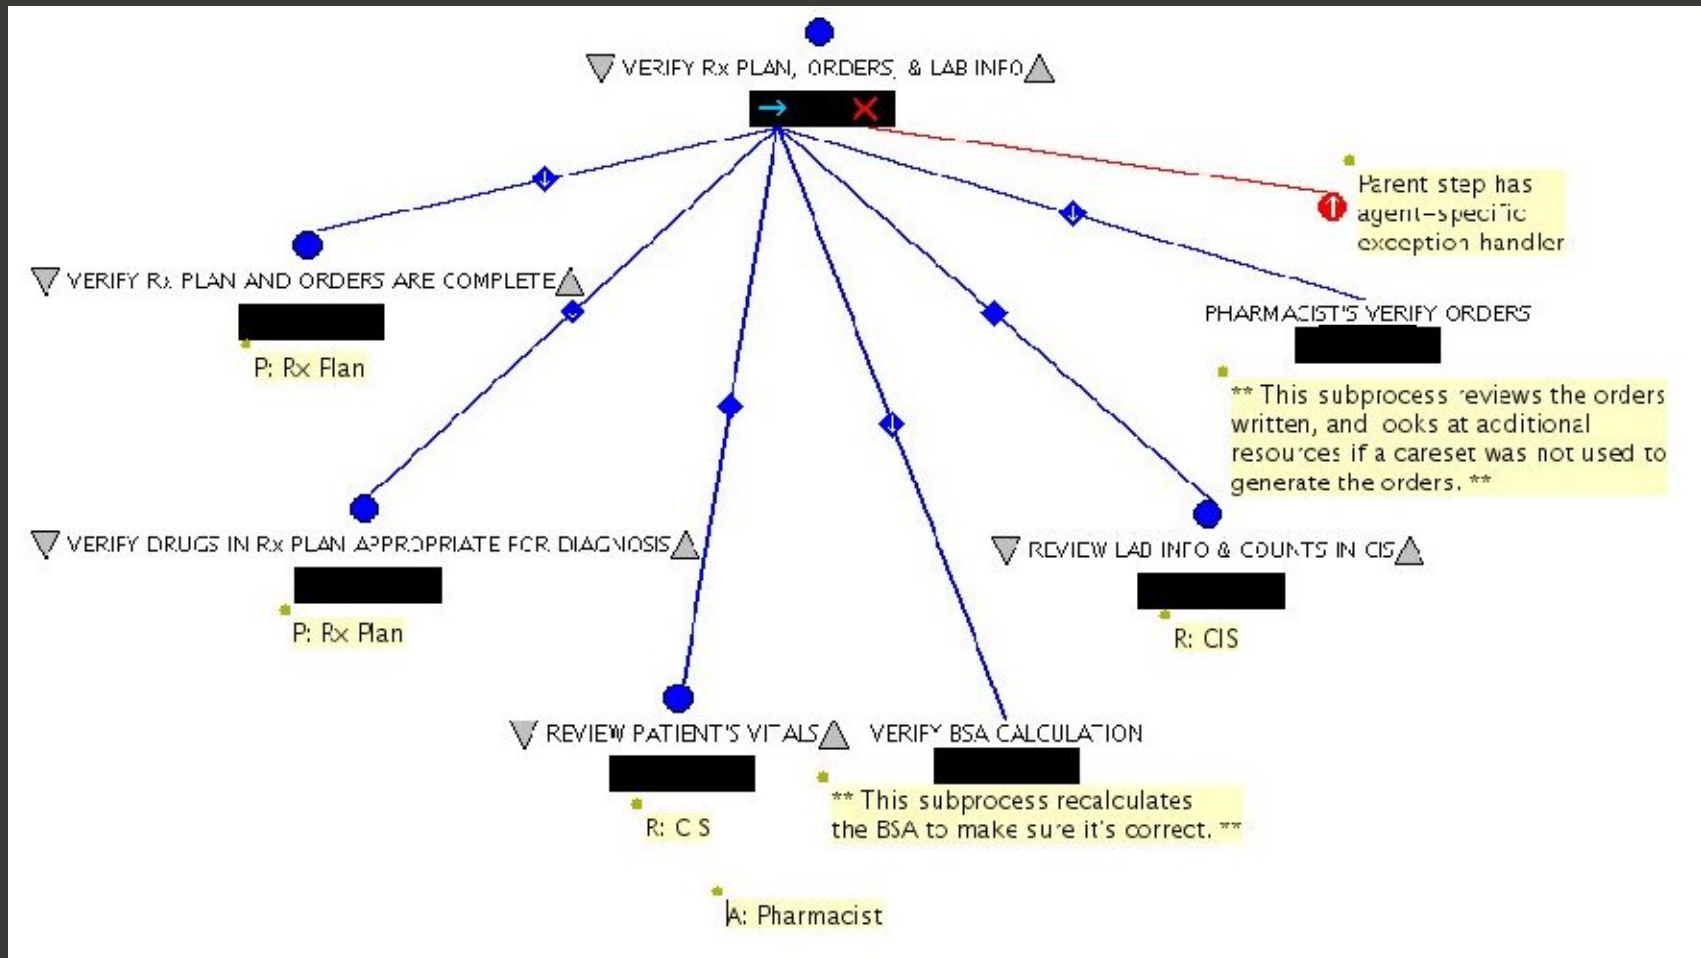 VERIFY Rx PLAN, ORDERS, & LAB INFO
Parent step has
agent-specific
exception handler
VERIFY Rx PLAN AND ORDERS ARE COMPLETE
P: Rx Plan
PHARMACIST'S VERIFY ORDERS
** This subprocess reviews the orders
written, and looks at additional
resources if a careset was not used to
generate the orders. **
VERIFY DRUGS IN Rx PLAN APPROPRIATE FOR DIAGNOSIS
P: Rx Plan
REVIEW LAB INFO & COUNTS IN CIS
R: CIS
REVIEW PATIENT'S VITALS
R: CIS
VERIFY BSA CALCULATION
** This subprocess recalculates
the BSA to make sure it's correct. **
A: Pharmacist